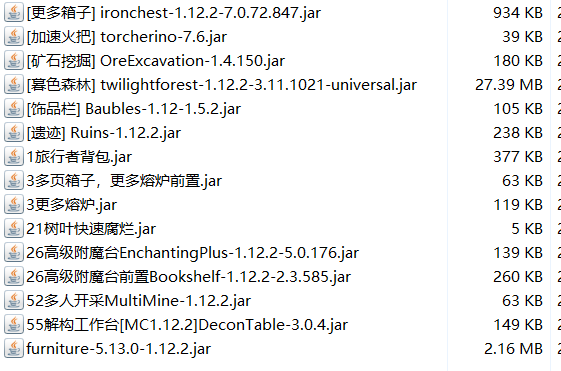 [更多箱子] ironchest-1.12.2-7.0.72.847.jar 934 KB
[加速火把] torcherino-7.6.jar 39 KB
[矿石挖掘] OreExcavation-1.4.150.jar 180 KB
[暮色森林] twilightforest-1.12.2-3.11.1021-universal.jar 27.39 MB
[饰品栏] Baubles-1.12-1.5.2.jar 105 KB
[遗迹] Ruins-1.12.2.jar 238 KB
1旅行者背包.jar 377 KB
3多页箱子，更多熔炉前置.jar 63 KB
3更多熔炉.jar 119 KB
21树叶快速腐烂.jar 5 KB
26高级附魔台EnchantingPlus-1.12.2-5.0.176.jar 139 KB
26高级附魔台前置Bookshelf-1.12.2-2.3.585.jar 260 KB
52多人开采MultiMine-1.12.2.jar 63 KB
55解构工作台[MC1.12.2]DeconTable-3.0.4.jar 149 KB
furniture-5.13.0-1.12.2.jar 2.16 MB